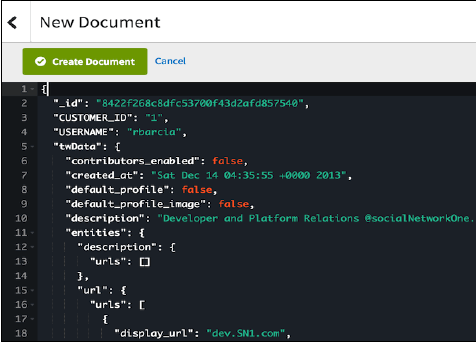 New Document
Create Document Cancel
1 {
2 "_id": "8422f268c8dfc53700f43d2afd857540",
3 "CUSTOMER_ID": "1",
4 "USERNAME": "rbarcia",
5 "twData": {
6 "contributors_enabled": false,
7 "created_at": "Sat Dec 14 04:35:55 +0000 2013",
8 "default_profile": false,
9 "default_profile_image": false,
10 "description": "Developer and Platform Relations @socialNetworkOne.
11 "entities": {
12 "description": {
13 "urls": []
14 },
15 "url": {
16 "urls": [
17 {
18 "display_url": "dev.SN1.com",